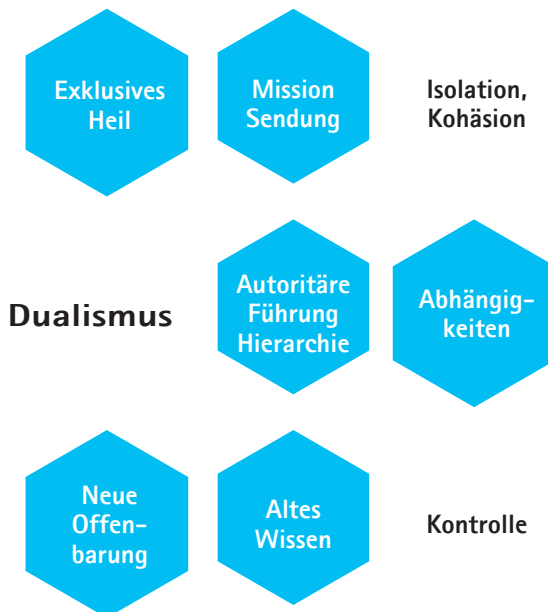 Exklusives
Heil
Mission
Sendung
Isolation,
Kohäsion
Dualismus
Autoritäre
Führung
Hierarchie
Abhängig-
keiten
Neue
Offen-
barung
Altes
Wissen
Kontrolle